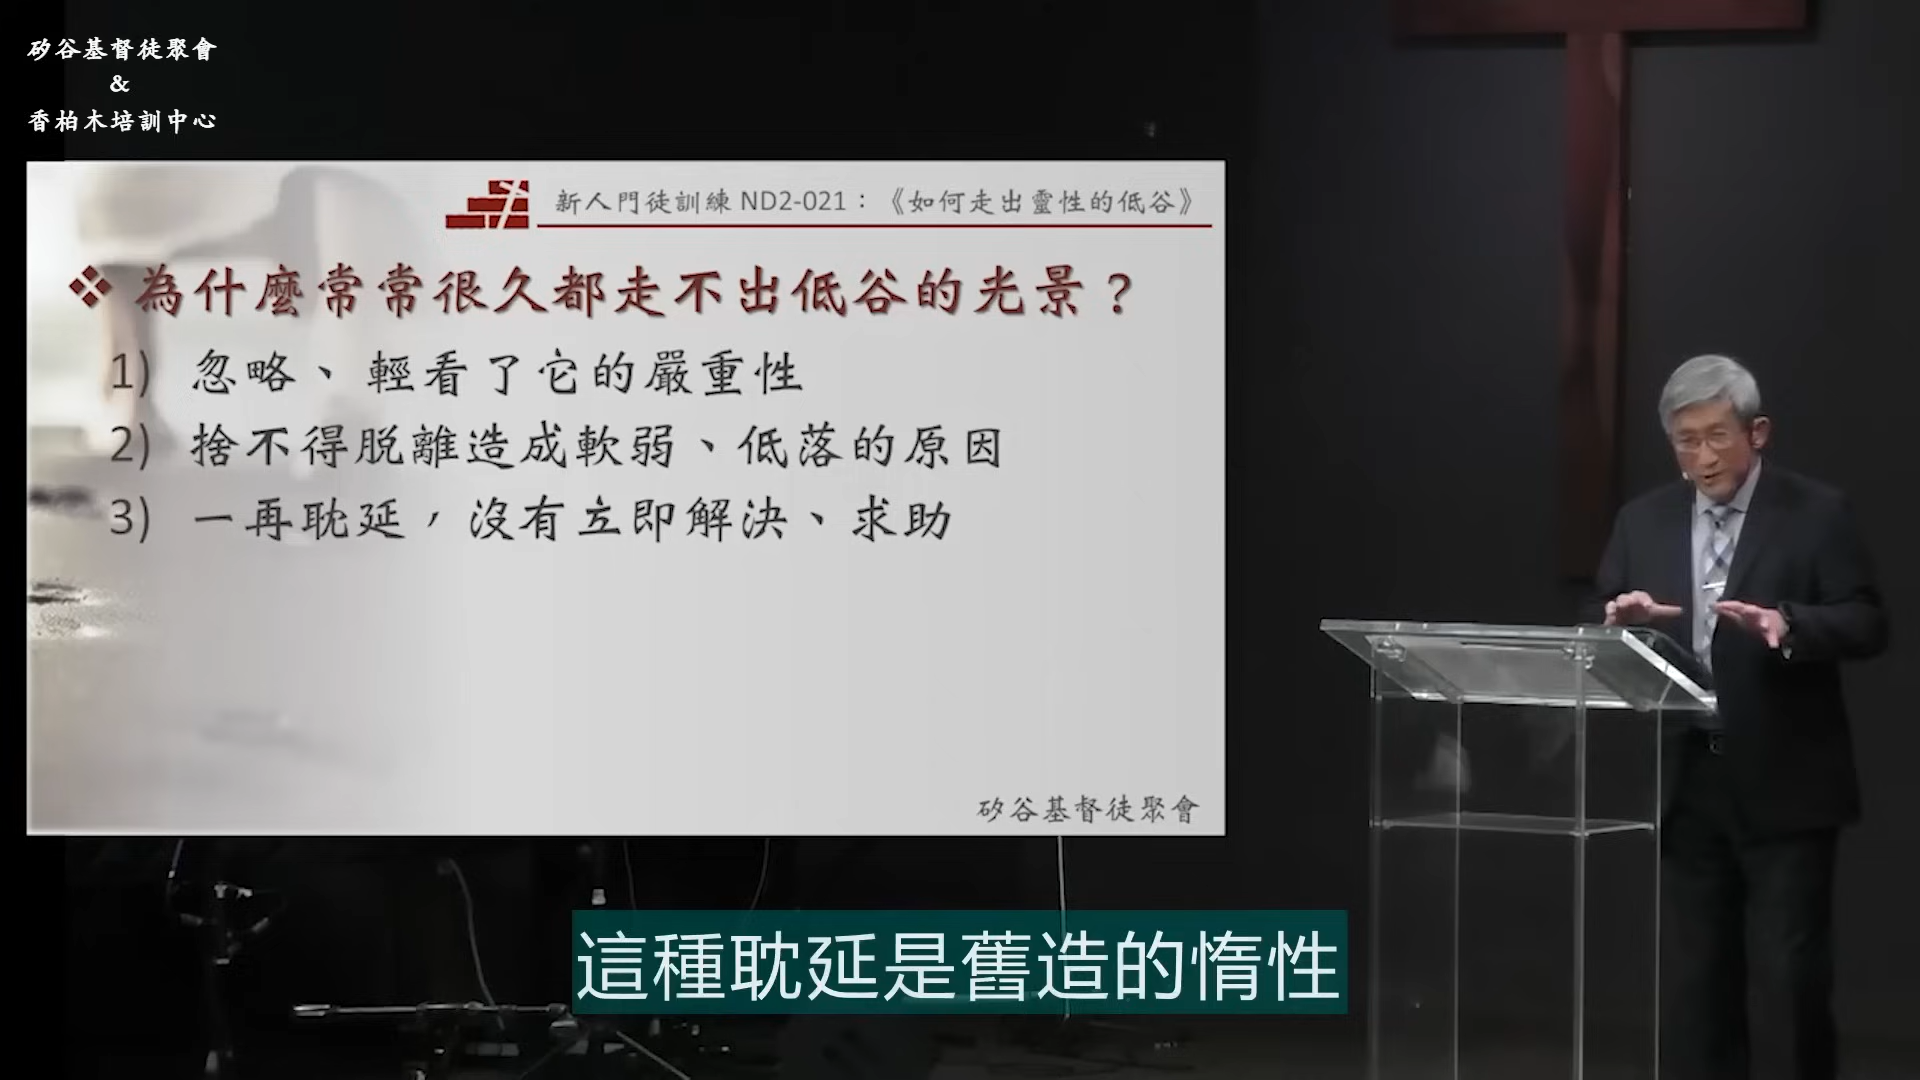 矽谷基督徒聚會
&
香柏木培訓中心
新人門徒訓練 ND2-021：《如何走出靈性的低谷》
❖ 為什麼常常很久都走不出低谷的光景？
1) 忽略、輕看了它的嚴重性
2) 捨不得脫離造成軟弱、低落的原因
3) 一再耽延，沒有立即解決、求助
矽谷基督徒聚會
這種耽延是舊造的惰性